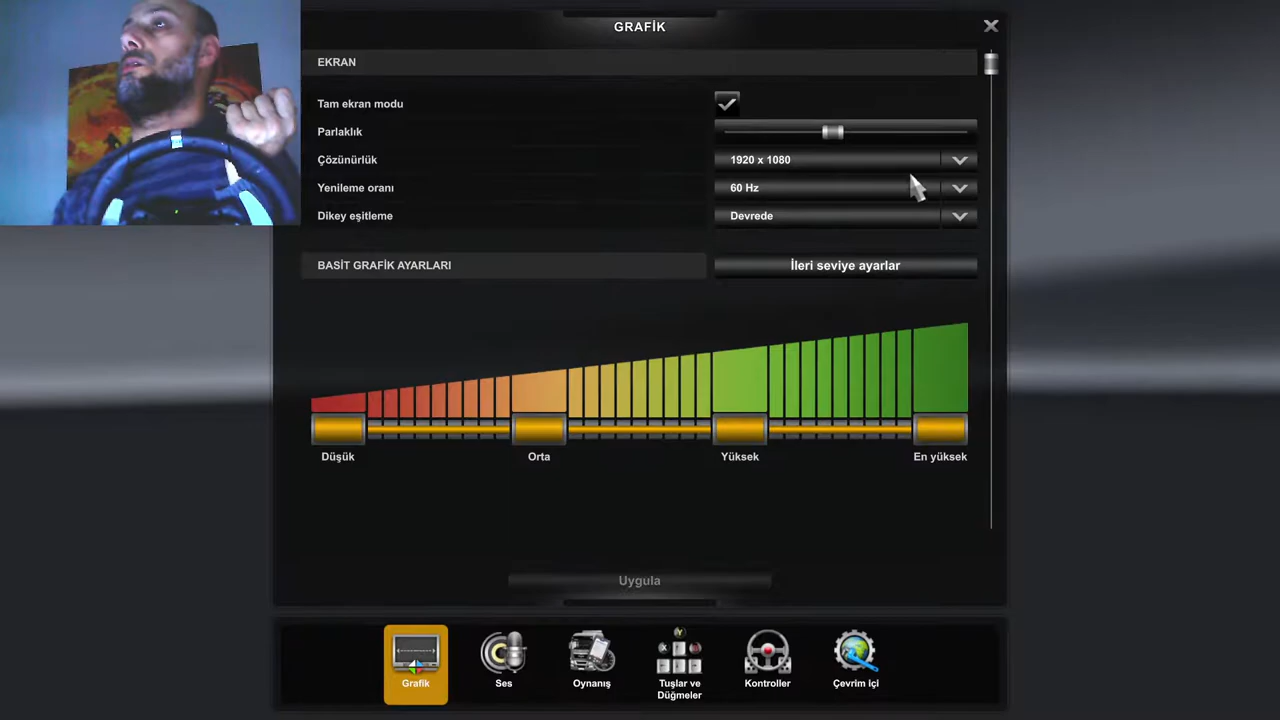 GRAFİK
EKRAN
Tam ekran modu
Parlaklık
Çözünürlük
1920 x 1080
Yenileme oranı
60 Hz
Dikey eşitleme
Devrede
BASİT GRAFİK AYARLARI
İleri seviye ayarlar
Düşük
Orta
Yüksek
En yüksek
Uygula
Grafik
Ses
Oynanış
Tuşlar ve
Düğmeler
Kontroller
Çevrim içi